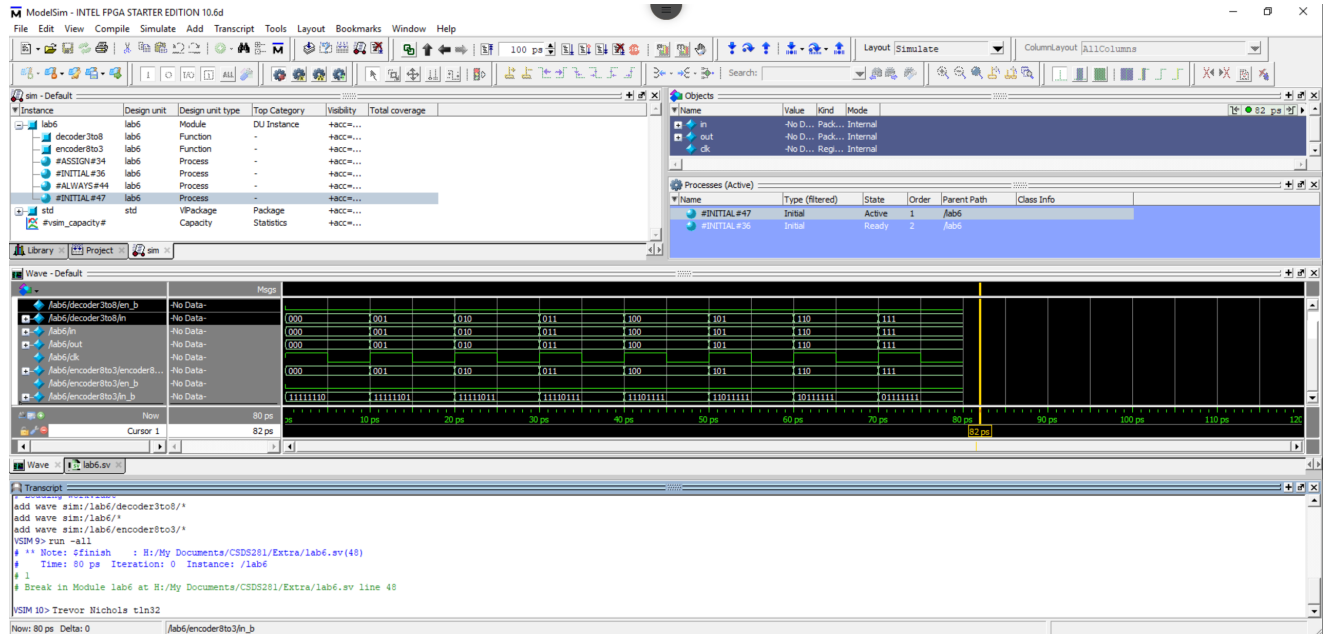 ModelSim - INTEL FPGA STARTER EDITION 10.6d
File Edit View Compile Simulate Add Transcript Tools Layout Bookmarks Window Help
100 ps
Layout Simulate
ColumnLayout AllColumns
Search:
sim - Default
Instance Design unit Design unit type Top Category Visibility Total coverage
lab6 lab6 Module DU Instance +acc=...
decoder3to8 lab6 Function - +acc=...
encoder8to3 lab6 Function - +acc=...
#ASSIGN#34 lab6 Process - +acc=...
#INITIAL#36 lab6 Process - +acc=...
#ALWAYS#44 lab6 Process - +acc=...
#INITIAL#47 lab6 Process - +acc=...
std std VlPackage Package +acc=...
#vsim_capacity# Capacity Statistics +acc=...
Library Project sim
Objects
Name Value Kind Mode 82 ps
in -No D... Pack... Internal
out -No D... Pack... Internal
clk -No D... Regi... Internal
Processes (Active)
Name Type (filtered) State Order Parent Path Class Info
#INITIAL#47 Initial Active 1 /lab6
#INITIAL#36 Initial Ready 2 /lab6
Wave - Default
Msgs
/lab6/decoder3to8/en_b -No Data-
/lab6/decoder3to8/in -No Data- 000 001 010 011 100 101 110 111
/lab6/in -No Data- 000 001 010 011 100 101 110 111
/lab6/out -No Data- 000 001 010 011 100 101 110 111
/lab6/clk -No Data-
/lab6/encoder8to3/encoder8... -No Data- 000 001 010 011 100 101 110 111
/lab6/encoder8to3/en_b -No Data-
/lab6/encoder8to3/in_b -No Data- 11111110 11111101 11111011 11110111 11101111 11011111 10111111 01111111
Now 80 ps ps 10 ps 20 ps 30 ps 40 ps 50 ps 60 ps 70 ps 80 ps 90 ps 100 ps 110 ps 120
Cursor 1 82 ps 82 ps
Wave lab6.sv
Transcript
add wave sim:/lab6/decoder3to8/*
add wave sim:/lab6/*
add wave sim:/lab6/encoder8to3/*
VSIM 9> run -all
# ** Note: $finish : H:/My Documents/CSDS281/Extra/lab6.sv(48)
# Time: 80 ps Iteration: 0 Instance: /lab6
# 1
# Break in Module lab6 at H:/My Documents/CSDS281/Extra/lab6.sv line 48
VSIM 10> Trevor Nichols tln32
Now: 80 ps Delta: 0 /lab6/encoder8to3/in_b